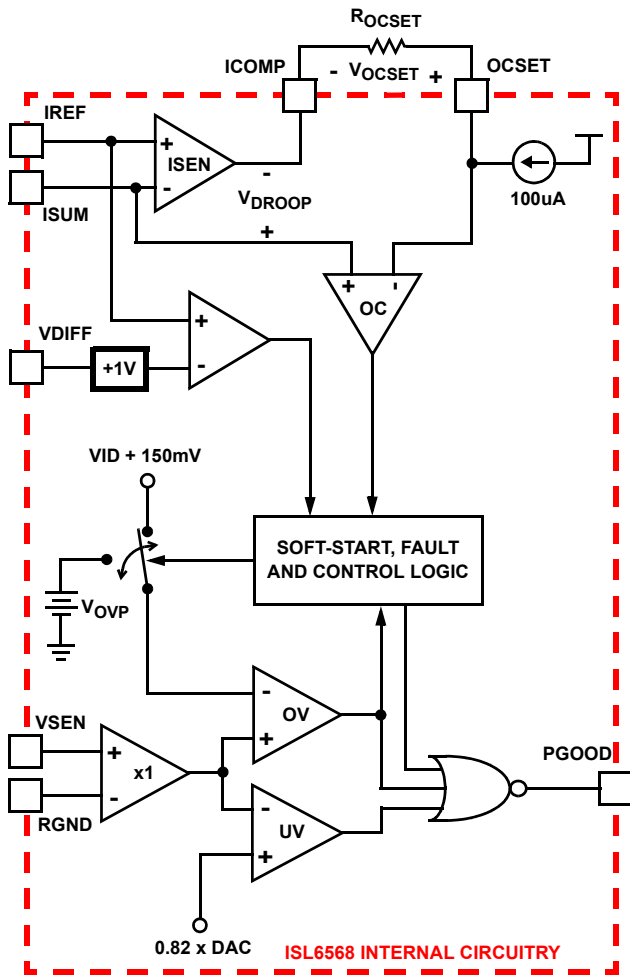 ROCSET
ICOMP
- VOCSET +
OCSET
IREF
+
ISEN
-
ISUM
-
VDROOP
+
100uA
+ -
OC
VDIFF
+1V
+
-
VID + 150mV
SOFT-START, FAULT
AND CONTROL LOGIC
VOVP
-
OV
+
VSEN
+
x1
-
RGND
-
UV
+
PGOOD
0.82 x DAC
ISL6568 INTERNAL CIRCUITRY